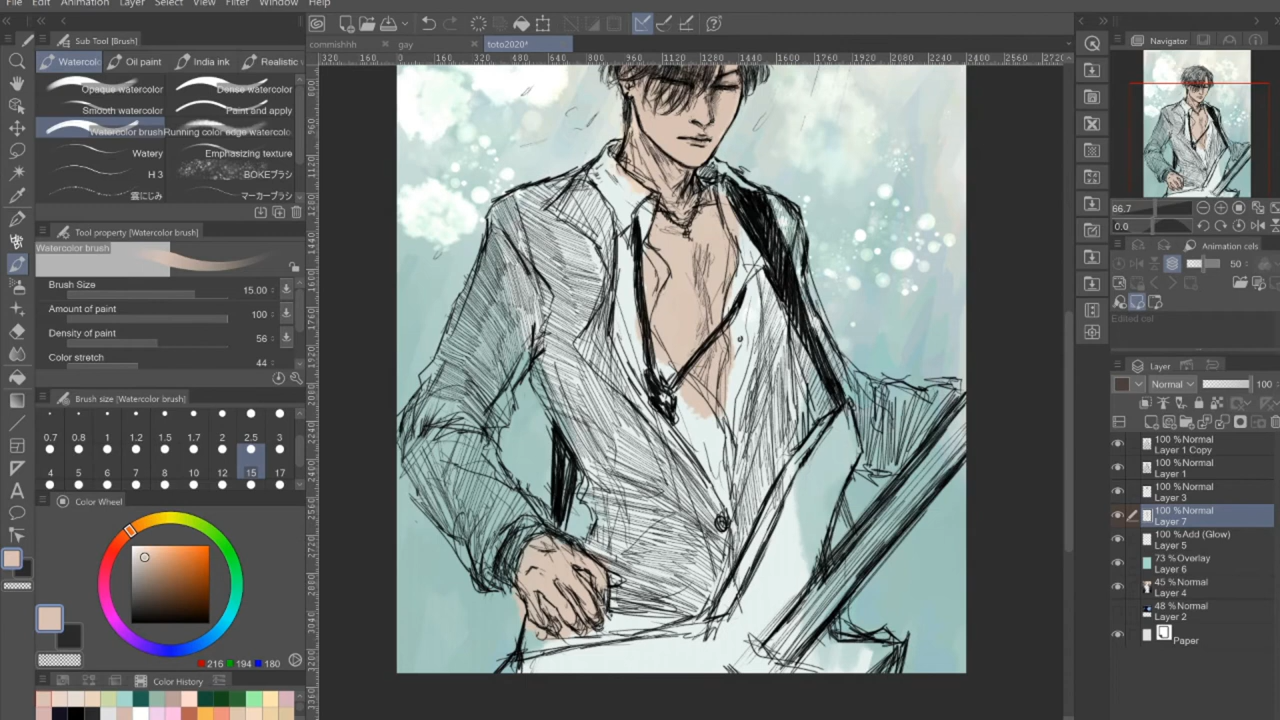 File Edit Animation Layer Select View Filter Window Help
Sub Tool [Brush]
commishh gay toto2020*
Navigator
Watercolo Oil paint India ink Realistic
Opaque watercolor Dense watercolor
Smooth watercolor Paint and apply
Watercolor brush Running color edge watercolo
Watery Emphasizing texture
H 3 BOKEブラシ
マーカーブラシ
66.7
0.0
Tool property [Watercolor brush]
Watercolor brush
Brush Size 15.00
Amount of paint 100
Density of paint 56
Color stretch 44
Animation cels
50
Edited cel
Layer
Normal 100
Brush size [Watercolor brush]
0.7 0.8 1 1.2 1.5 1.7 2 2.5 3
4 5 6 7 8 10 12 15 17
100 % Normal
Layer 1 Copy
100 % Normal
Layer 1
100 % Normal
Layer 3
100 % Normal
Layer 7
100 % Add (Glow)
Layer 5
73 % Overlay
Layer 6
45 % Normal
Layer 4
48 % Normal
Layer 2
Paper
Color Wheel
216 194 180
Color History